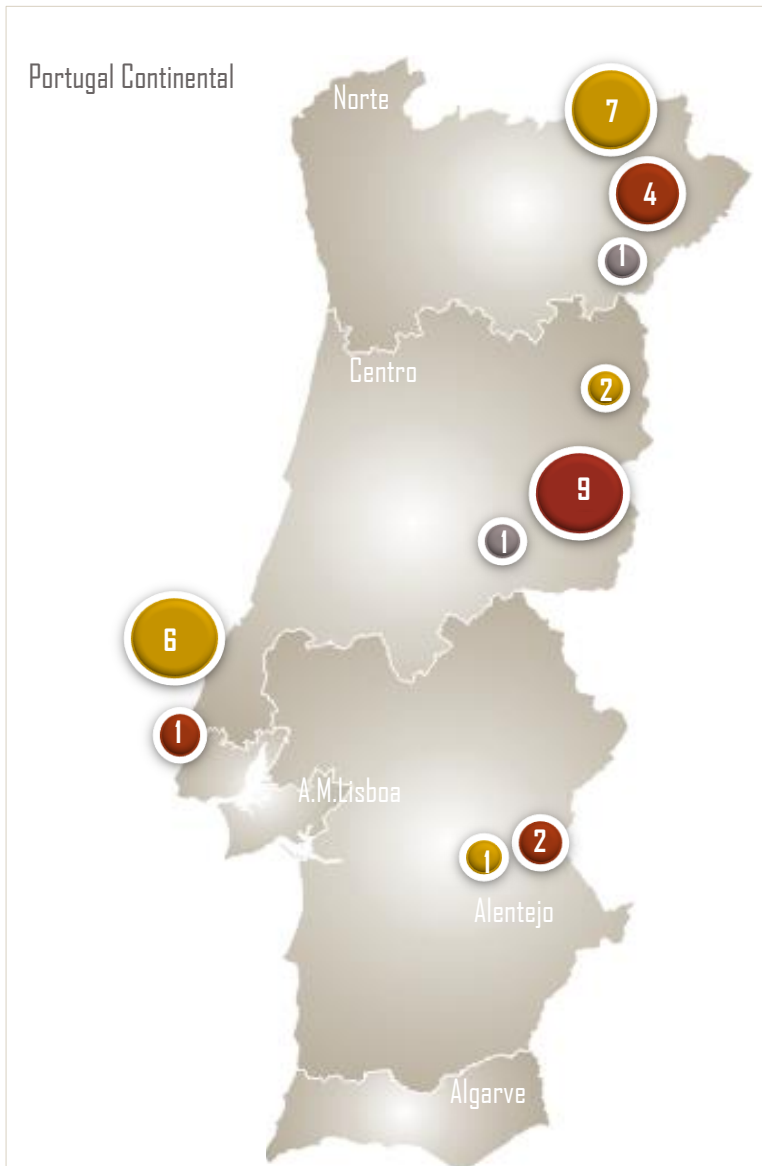 Portugal Continental
Norte
7
4
1
Centro
2
9
1
6
1
A.M.Lisboa
2
1
Alentejo
Algarve